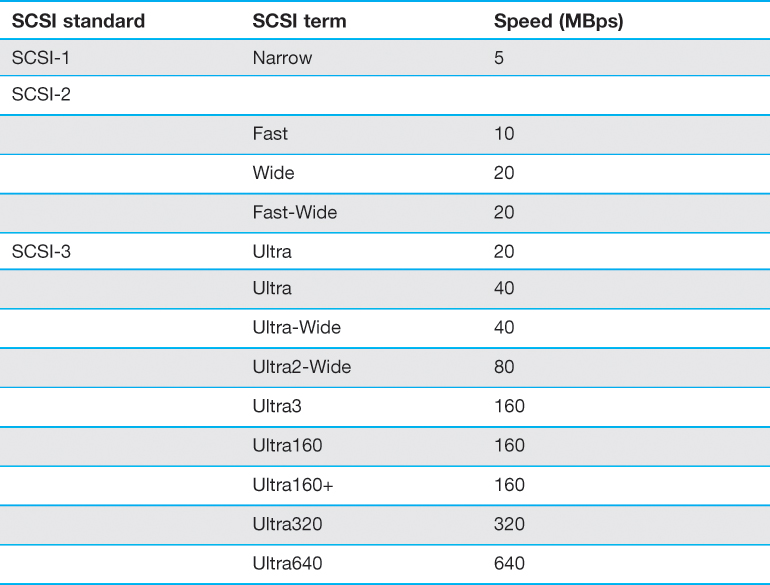 SCSI standard SCSI term Speed (MBps)
SCSI-1 Narrow 5
SCSI-2
Fast 10
Wide 20
Fast-Wide 20
SCSI-3 Ultra 20
Ultra 40
Ultra-Wide 40
Ultra2-Wide 80
Ultra3 160
Ultra160 160
Ultra160+ 160
Ultra320 320
Ultra640 640